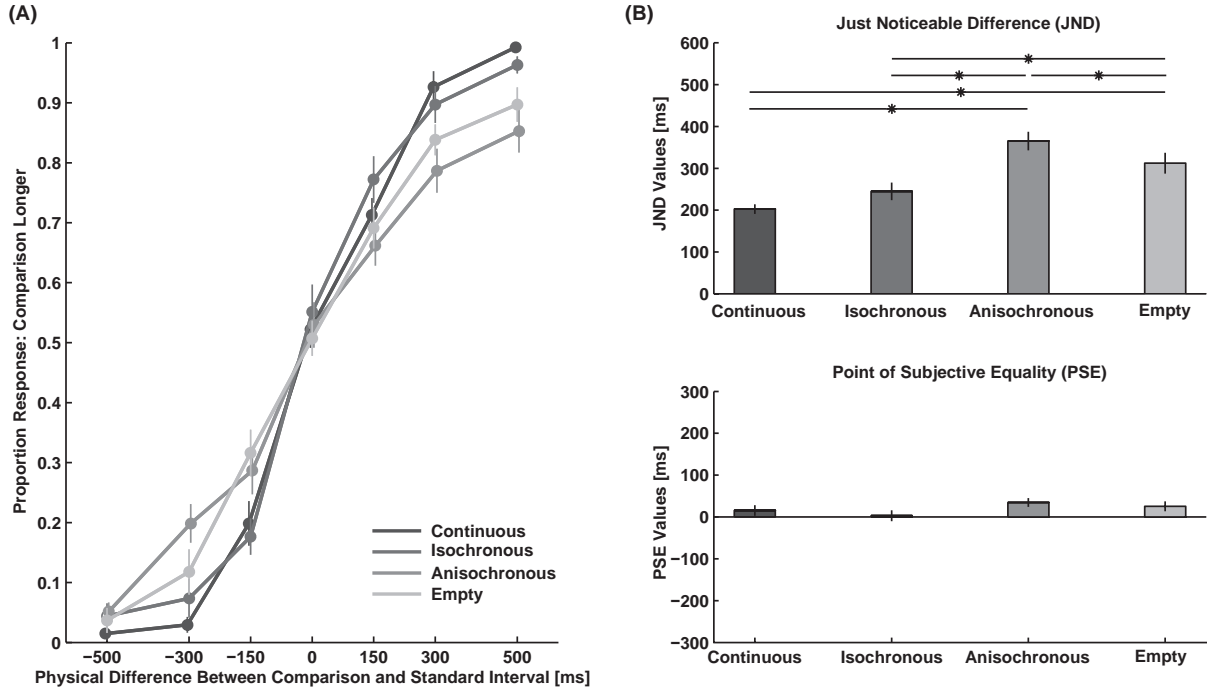 (A)
1
0.9
0.8
0.7
0.6
0.5
0.4
0.3
0.2
0.1
0
Proportion Response: Comparison Longer
Continuous
Isochronous
Anisochronous
Empty
−500 −300 −150 0 150 300 500
Physical Difference Between Comparison and Standard Interval [ms]
(B)
Just Noticeable Difference (JND)
600
500
400
300
200
100
0
JND Values [ms]
* 
* *
*
*
Continuous Isochronous Anisochronous Empty
Point of Subjective Equality (PSE)
300
200
100
0
−100
−200
−300
PSE Values [ms]
Continuous Isochronous Anisochronous Empty